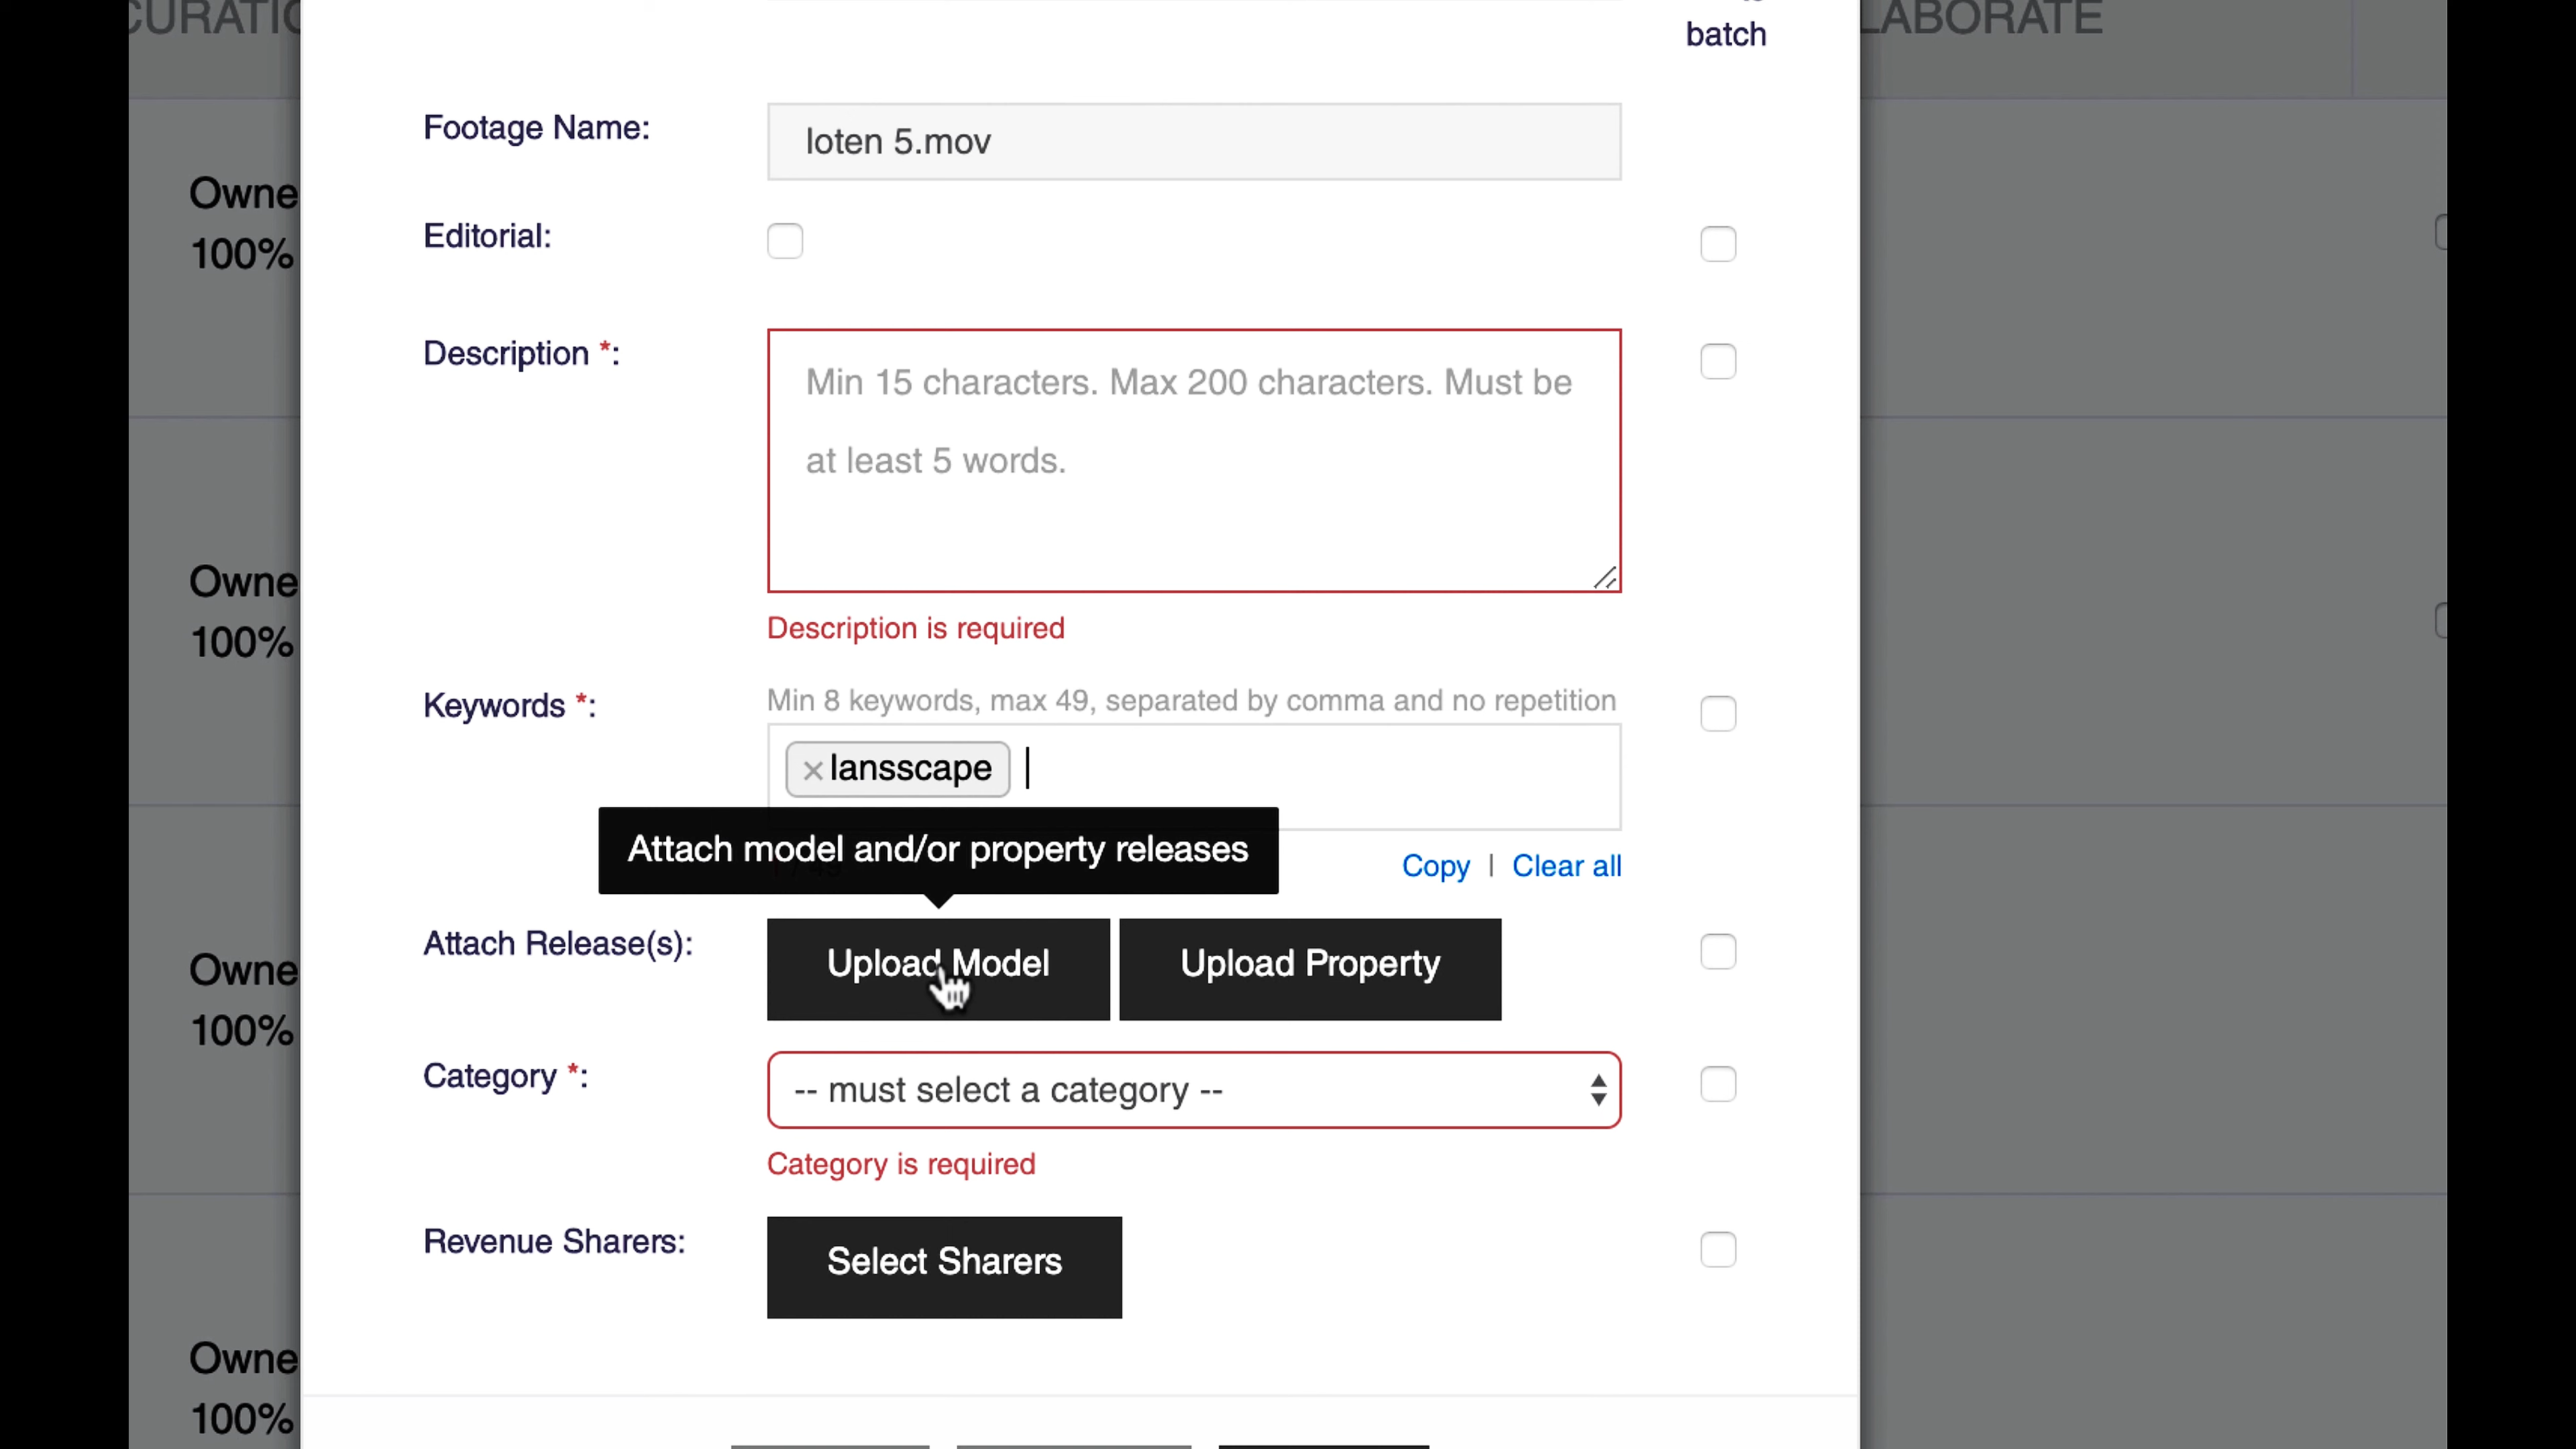 batch
Footage Name:
loten 5.mov
Editorial:
Description *:
Min 15 characters. Max 200 characters. Must be
at least 5 words.
Description is required
Keywords *:
Min 8 keywords, max 49, separated by comma and no repetition
×lansscape
Attach model and/or property releases
Copy | Clear all
Attach Release(s):
Upload Model
Upload Property
Category *:
-- must select a category --
Category is required
Revenue Sharers:
Select Sharers
Owne
100%
Owne
100%
Owne
100%
Owne
100%